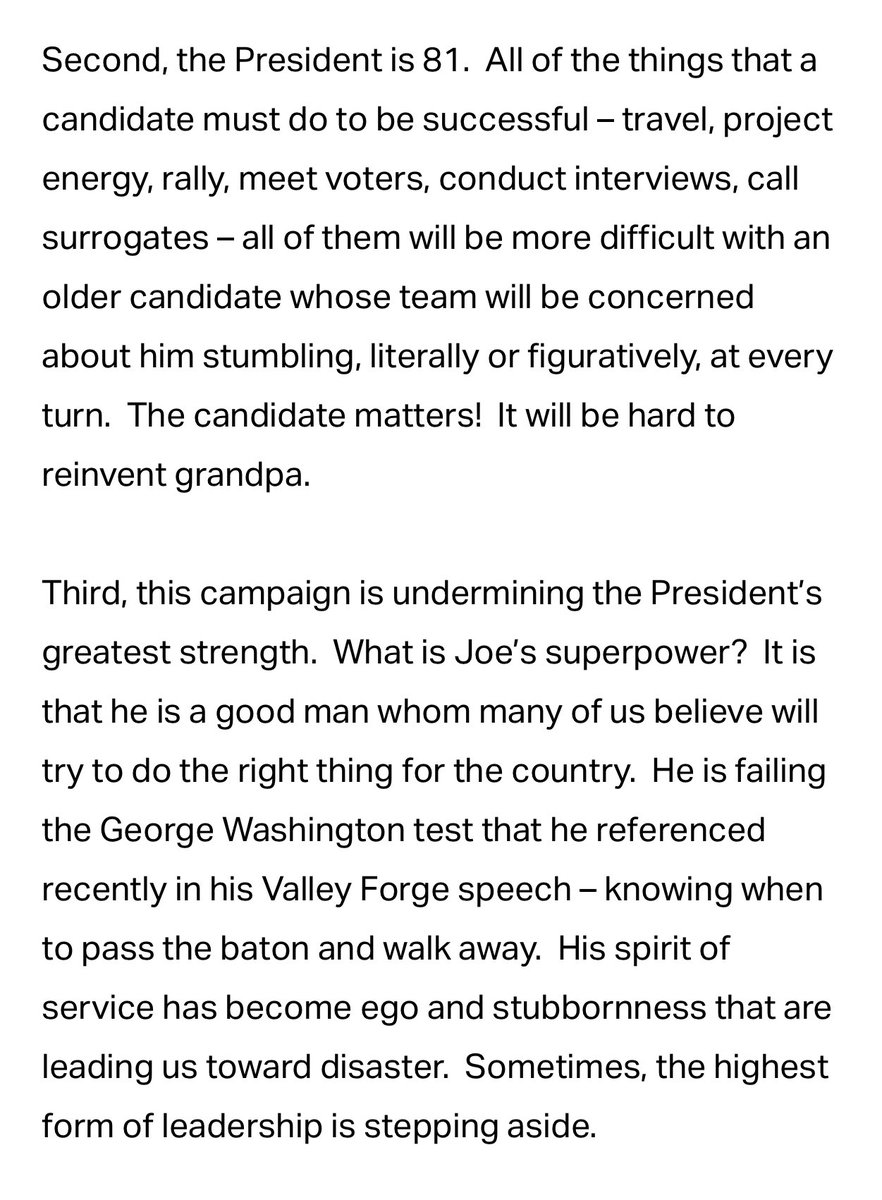 Second, the President is 81.  All of the things that a
candidate must do to be successful – travel, project
energy, rally, meet voters, conduct interviews, call
surrogates – all of them will be more difficult with an
older candidate whose team will be concerned
about him stumbling, literally or figuratively, at every
turn.  The candidate matters!  It will be hard to
reinvent grandpa.

Third, this campaign is undermining the President’s
greatest strength.  What is Joe’s superpower?  It is
that he is a good man whom many of us believe will
try to do the right thing for the country.  He is failing
the George Washington test that he referenced
recently in his Valley Forge speech – knowing when
to pass the baton and walk away.  His spirit of
service has become ego and stubbornness that are
leading us toward disaster.  Sometimes, the highest
form of leadership is stepping aside.